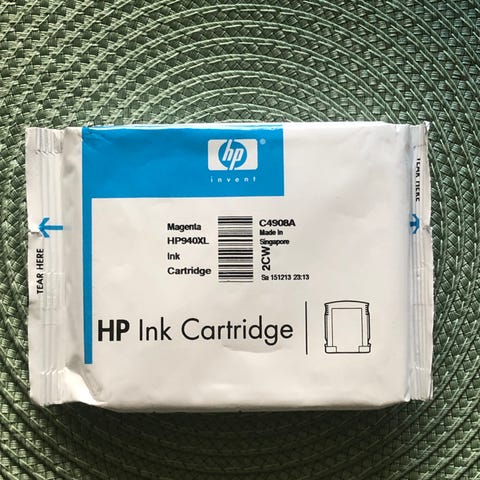 hp
invent
Magenta
HP940XL
Ink
Cartridge
C4908A
Made in
Singapore
2CW
Sa 151213 23:13
TEAR HERE
TEAR HERE
HP Ink Cartridge